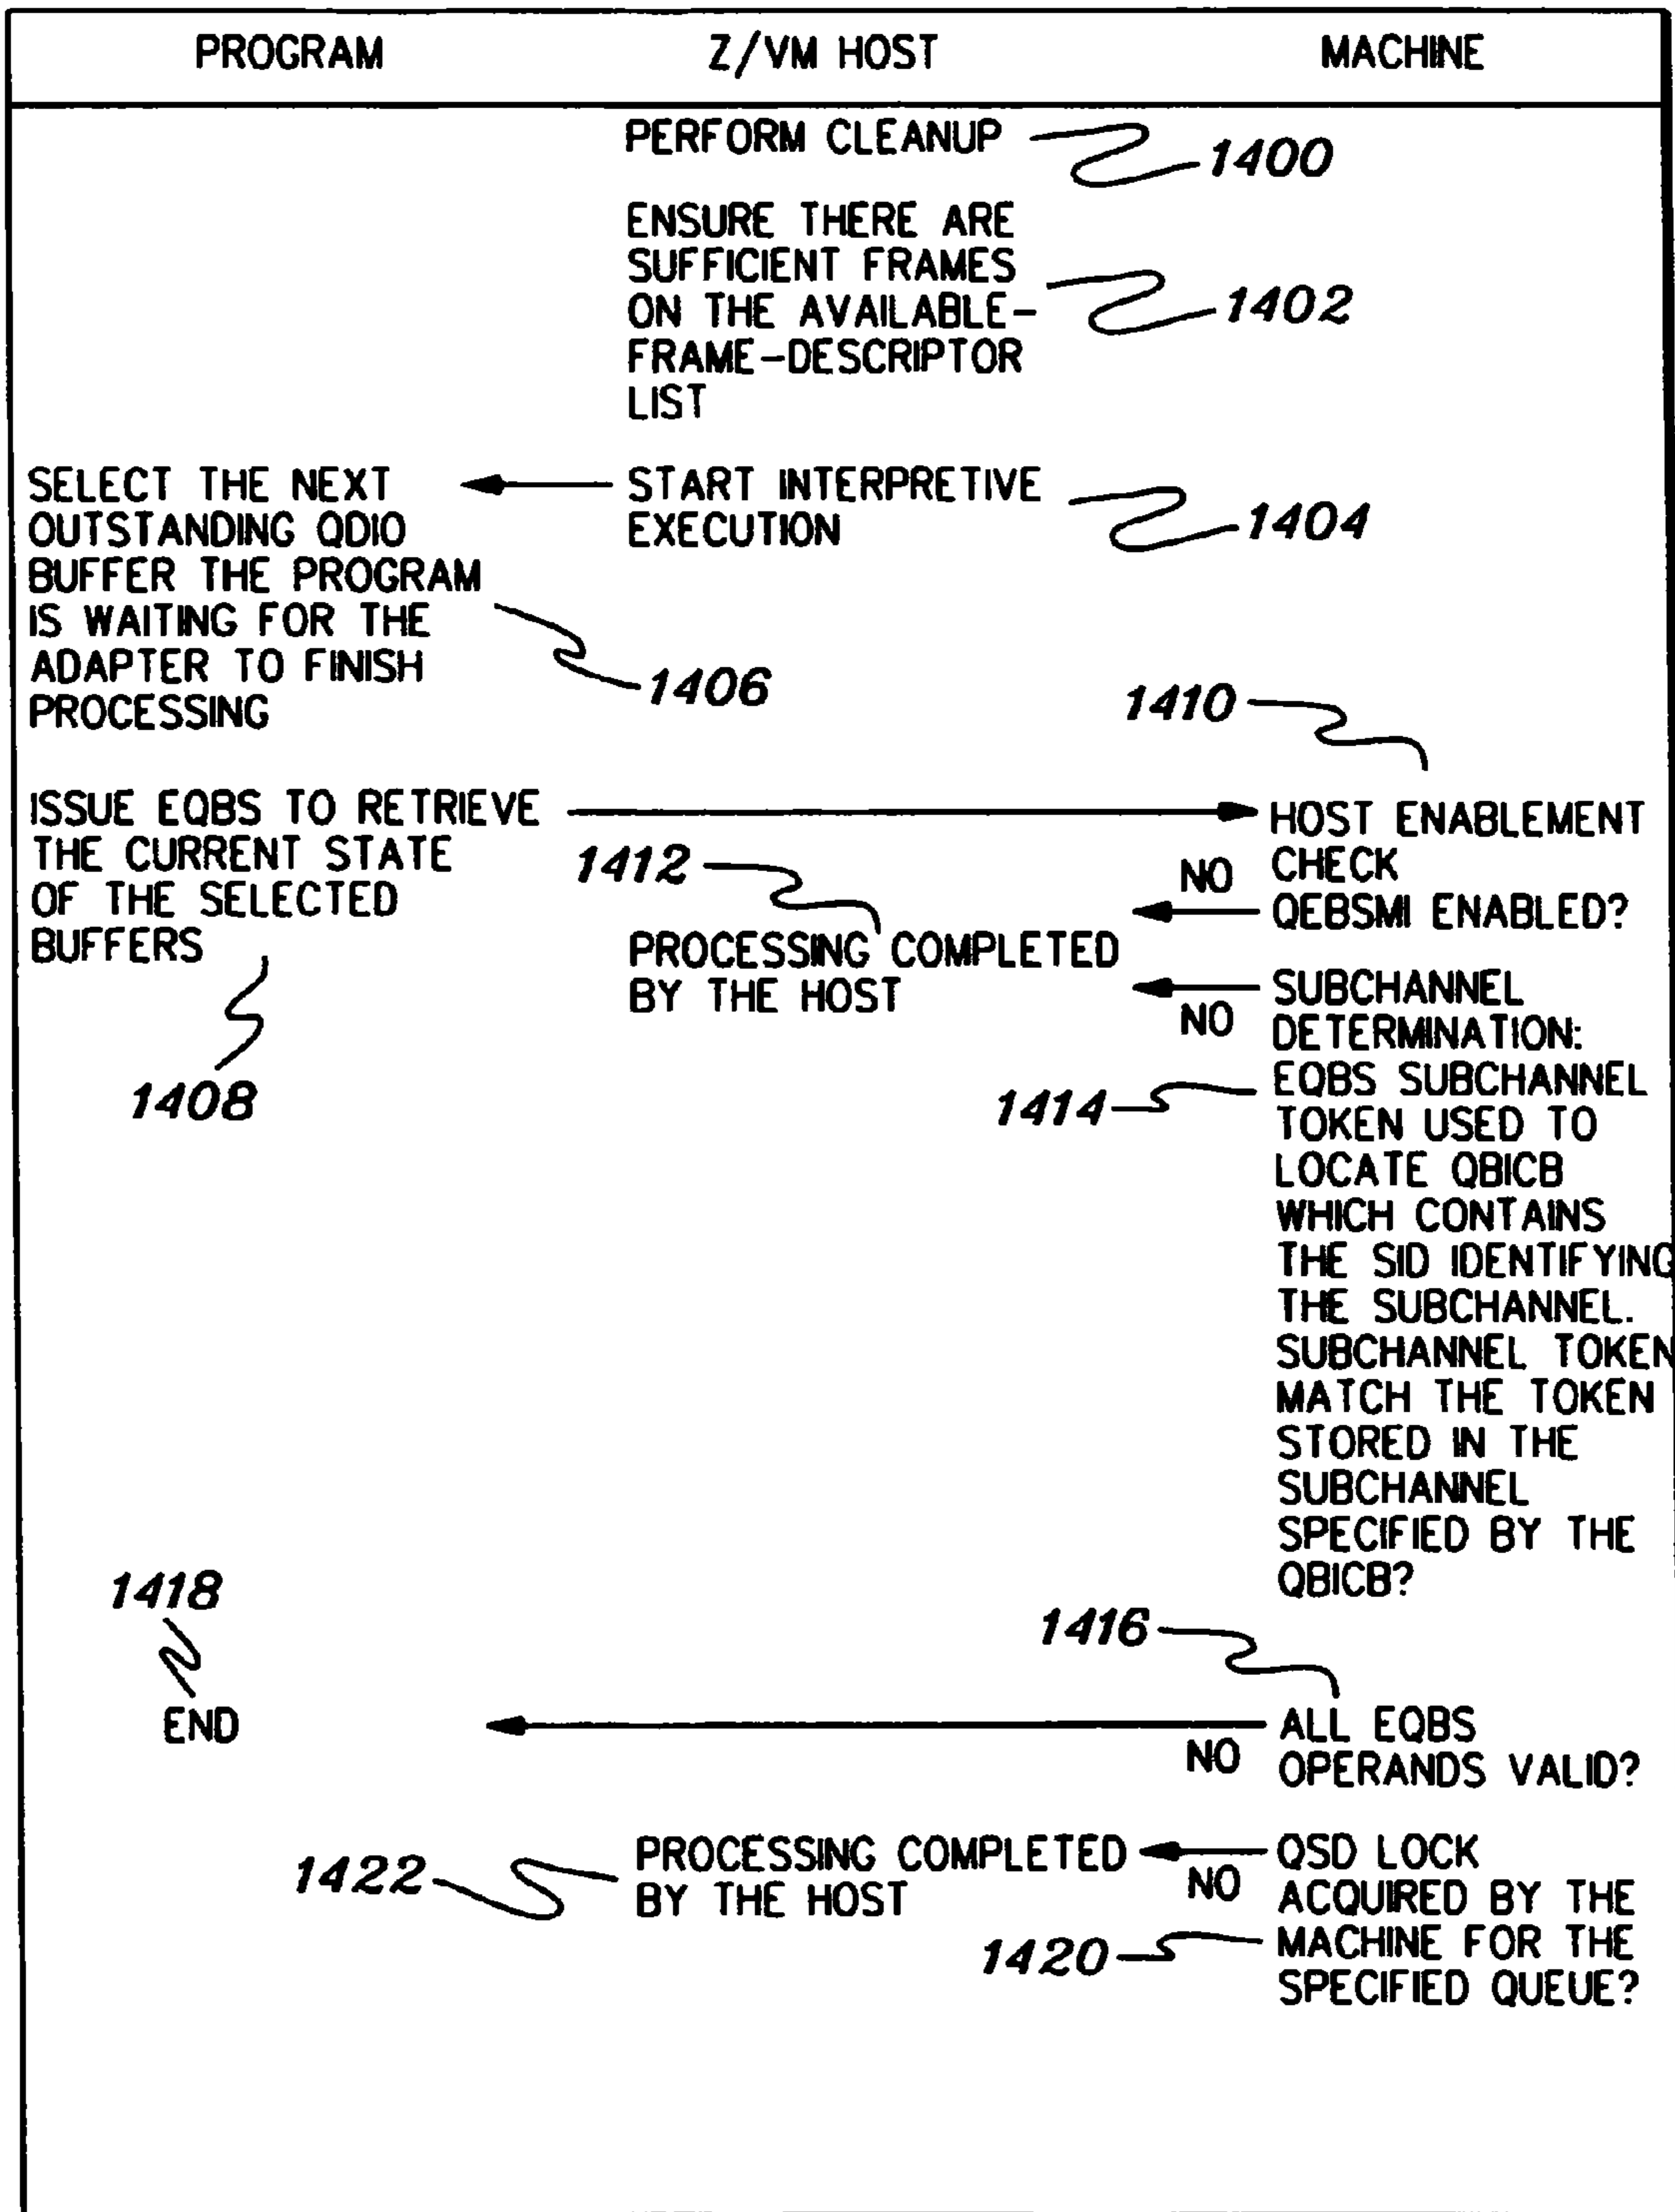 PROGRAM
Z/VM HOST
MACHINE
PERFORM CLEANUP
1400
ENSURE THERE ARE
SUFFICIENT FRAMES
ON THE AVAILABLE-
FRAME-DESCRIPTOR
LIST
1402
SELECT THE NEXT
OUTSTANDING QDIO
BUFFER THE PROGRAM
IS WAITING FOR THE
ADAPTER TO FINISH
PROCESSING
START INTERPRETIVE
EXECUTION
1404
1406
1410
ISSUE EQBS TO RETRIEVE
THE CURRENT STATE
OF THE SELECTED
BUFFERS
1408
HOST ENABLEMENT
CHECK
QEBSMI ENABLED?
NO
1412
PROCESSING COMPLETED
BY THE HOST
NO
SUBCHANNEL
DETERMINATION:
EQBS SUBCHANNEL
TOKEN USED TO
LOCATE QBICB
WHICH CONTAINS
THE SID IDENTIFYING
THE SUBCHANNEL.
SUBCHANNEL TOKEN
MATCH THE TOKEN
STORED IN THE
SUBCHANNEL
SPECIFIED BY THE
QBICB?
1414
1418
1416
END
NO
ALL EQBS
OPERANDS VALID?
1422
PROCESSING COMPLETED
BY THE HOST
NO
QSD LOCK
ACQUIRED BY THE
MACHINE FOR THE
SPECIFIED QUEUE?
1420